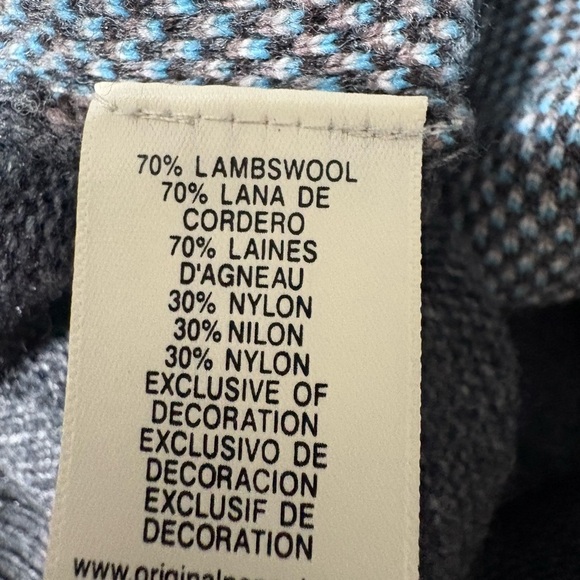 70% LAMBSWOOL
70% LANA DE
CORDERO
70% LAINES
D'AGNEAU
30% NYLON
30% NILON
30% NYLON
EXCLUSIVE OF
DECORATION
EXCLUSIVO DE
DECORACION
EXCLUSIF DE
DECORATION